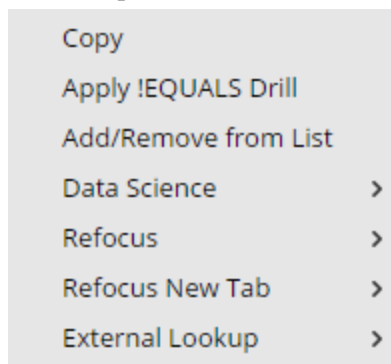 Copy
Apply !EQUALS Drill
Add/Remove from List
Data Science
Refocus
Refocus New Tab
External Lookup